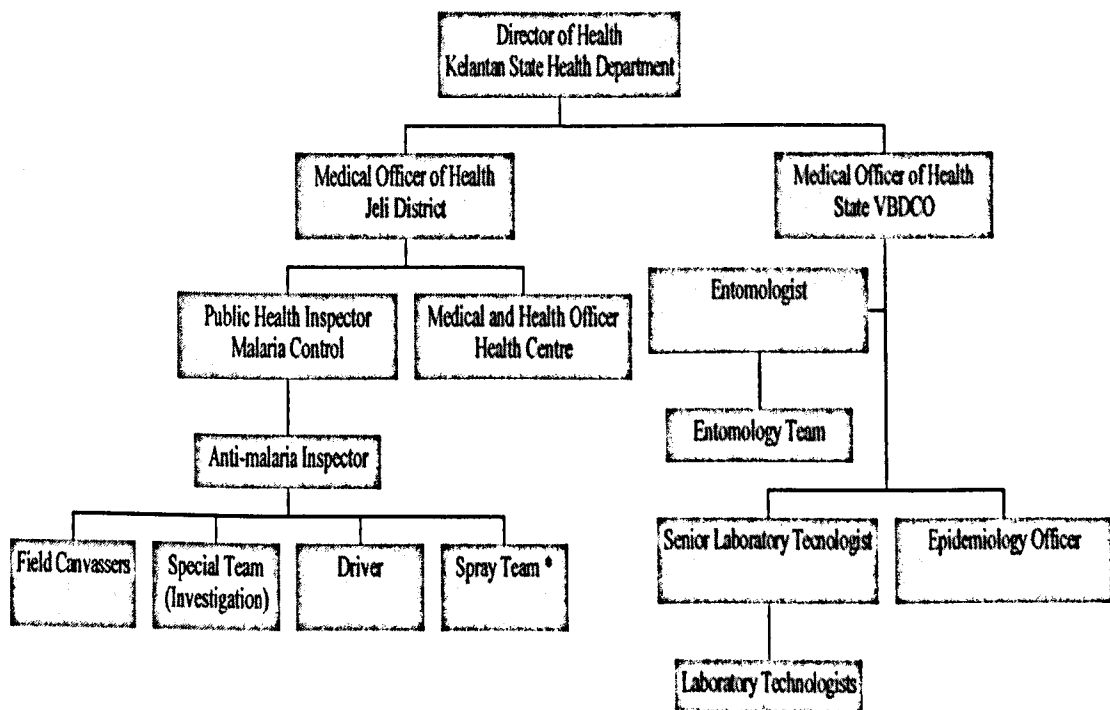 Director of Health
Kelantan State Health Department
Medical Officer of Health
Jeli District
Medical Officer of Health
State VBDCO
Entomologist
Public Health Inspector
Malaria Control
Medical and Health Officer
Health Centre
Entomology Team
Anti-malaria Inspector
Field Canvassers
Special Team
(Investigation)
Driver
Spray Team *
Senior Laboratory Tecnologist
Epidemiology Officer
Laboratory Technologists